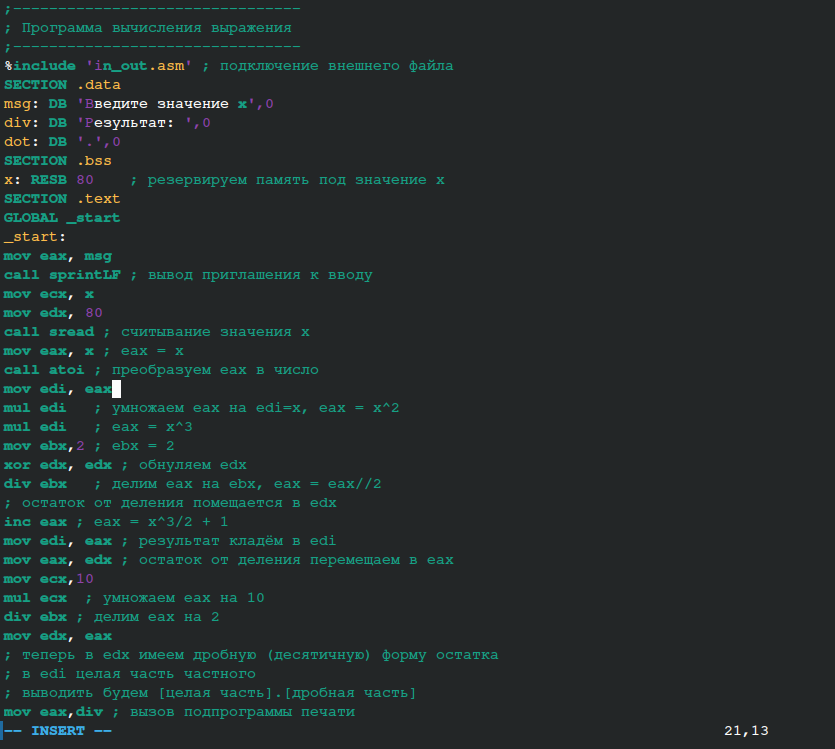 ;--------------------------------
; Программа вычисления выражения
;--------------------------------
%include 'in_out.asm' ; подключение внешнего файла
SECTION .data
msg: DB 'Введите значение x',0
div: DB 'Результат: ',0
dot: DB '.',0
SECTION .bss
x: RESB 80    ; резервируем память под значение x
SECTION .text
GLOBAL _start
_start:
mov eax, msg
call sprintLF ; вывод приглашения к вводу
mov ecx, x
mov edx, 80
call sread ; считывание значения x
mov eax, x ; eax = x
call atoi ; преобразуем eax в число
mov edi, eax
mul edi   ; умножаем eax на edi=x, eax = x^2
mul edi   ; eax = x^3
mov ebx,2 ; ebx = 2
xor edx, edx ; обнуляем edx
div ebx   ; делим eax на ebx, eax = eax//2
; остаток от деления помещается в edx
inc eax ; eax = x^3/2 + 1
mov edi, eax ; результат кладём в edi
mov eax, edx ; остаток от деления перемещаем в eax
mov ecx,10
mul ecx  ; умножаем eax на 10
div ebx ; делим eax на 2
mov edx, eax
; теперь в edx имеем дробную (десятичную) форму остатка
; в edi целая часть частного
; выводить будем [целая часть].[дробная часть]
mov eax,div ; вызов подпрограммы печати
-- INSERT -- 21,13